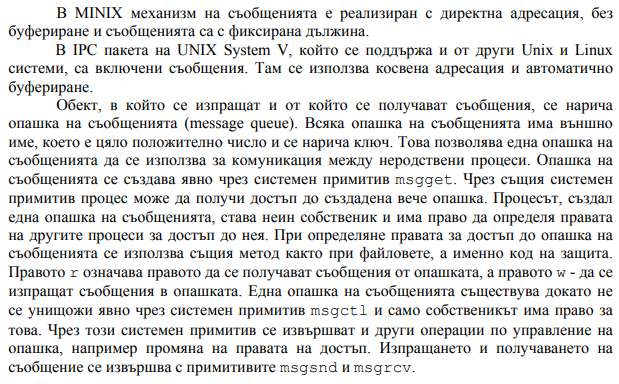 В MINIX механизм на съобщенията е реализиран с директна адресация, без
буфериране и съобщенията са с фиксирана дължина.
В IPC пакета на UNIX System V, който се поддържа и от други Unix и Linux
системи, са включени съобщения. Там се използва косвена адресация и автоматично
буфериране.
Обект, в който се изпращат и от който се получават съобщения, се нарича
опашка на съобщенията (message queue). Всяка опашка на съобщенията има външно
име, което е цяло положително число и се нарича ключ. Това позволява една опашка на
съобщенията да се използва за комуникация между неродствени процеси. Опашка на
съобщенията се създава явно чрез системен примитив msgget. Чрез същия системен
примитив процес може да получи достъп до създадена вече опашка. Процесът, създал
една опашка на съобщенията, става неин собственик и има право да определя правата
на другите процеси за достъп до нея. При определяне правата за достъп до опашка на
съобщенията се използва същия метод както при файловете, а именно код на защита.
Правото r означава правото да се получават съобщения от опашката, а правото w - да се
изпращат съобщения в опашката. Една опашка на съобщенията съществува докато не
се унищожи явно чрез системен примитив msgctl и само собственикът има право за
това. Чрез този системен примитив се извършват и други операции по управление на
опашка, например промяна на правата на достъп. Изпращането и получаването на
съобщение се извършва с примитивите msgsnd и msgrcv.